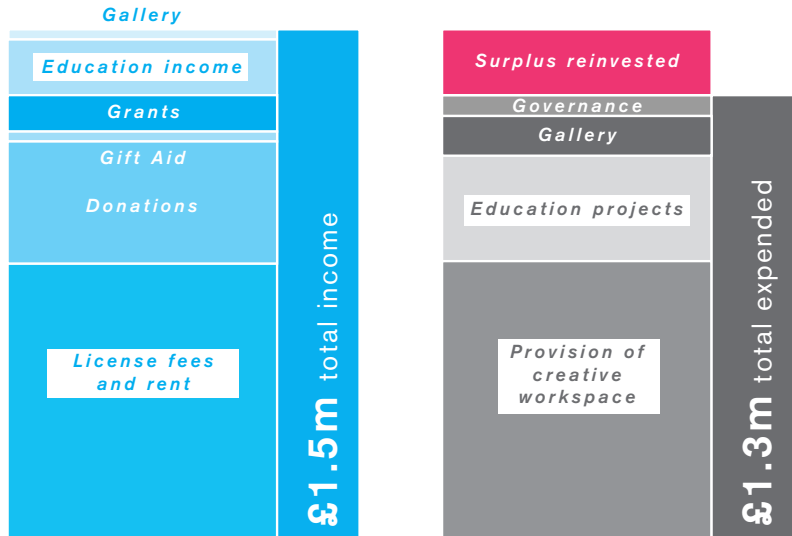 Gallery
Education income
Grants
Gift Aid
Donations
License fees
and rent
£1.5m total income
Surplus reinvested
Governance
Gallery
Education projects
Provision of
creative
workspace
£1.3m total expended